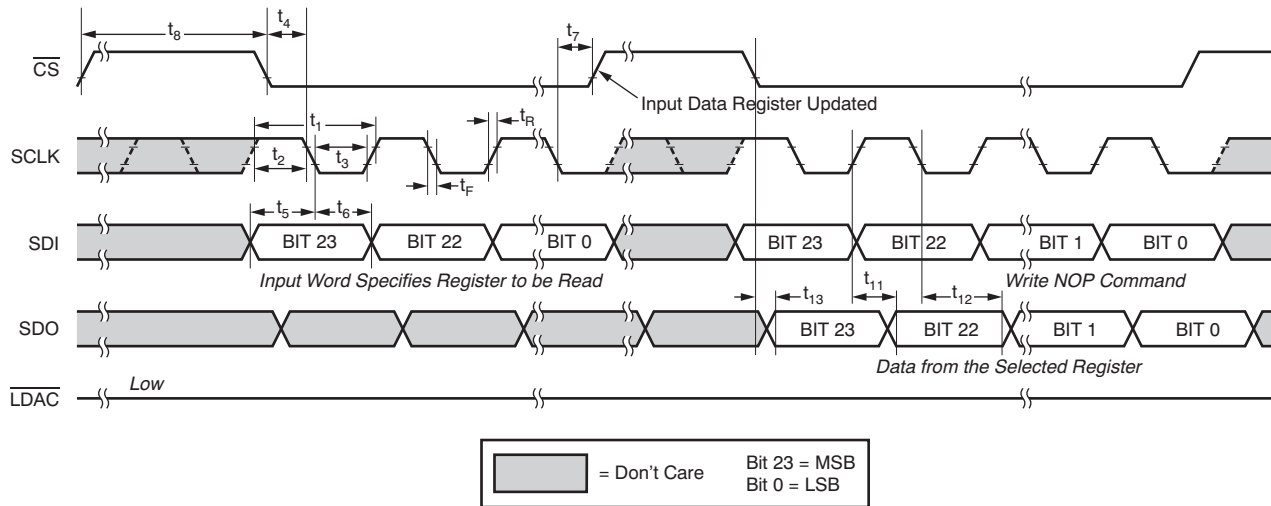 t8
t4
t7
CS
Input Data Register Updated
t1
tR
SCLK
t2
t3
tF
t5
t6
SDI
BIT 23
BIT 22
BIT 0
BIT 23
BIT 22
BIT 1
BIT 0
Input Word Specifies Register to be Read
Write NOP Command
t13
t11
t12
SDO
BIT 23
BIT 22
BIT 1
BIT 0
Data from the Selected Register
Low
LDAC
= Don't Care
Bit 23 = MSB
Bit 0 = LSB